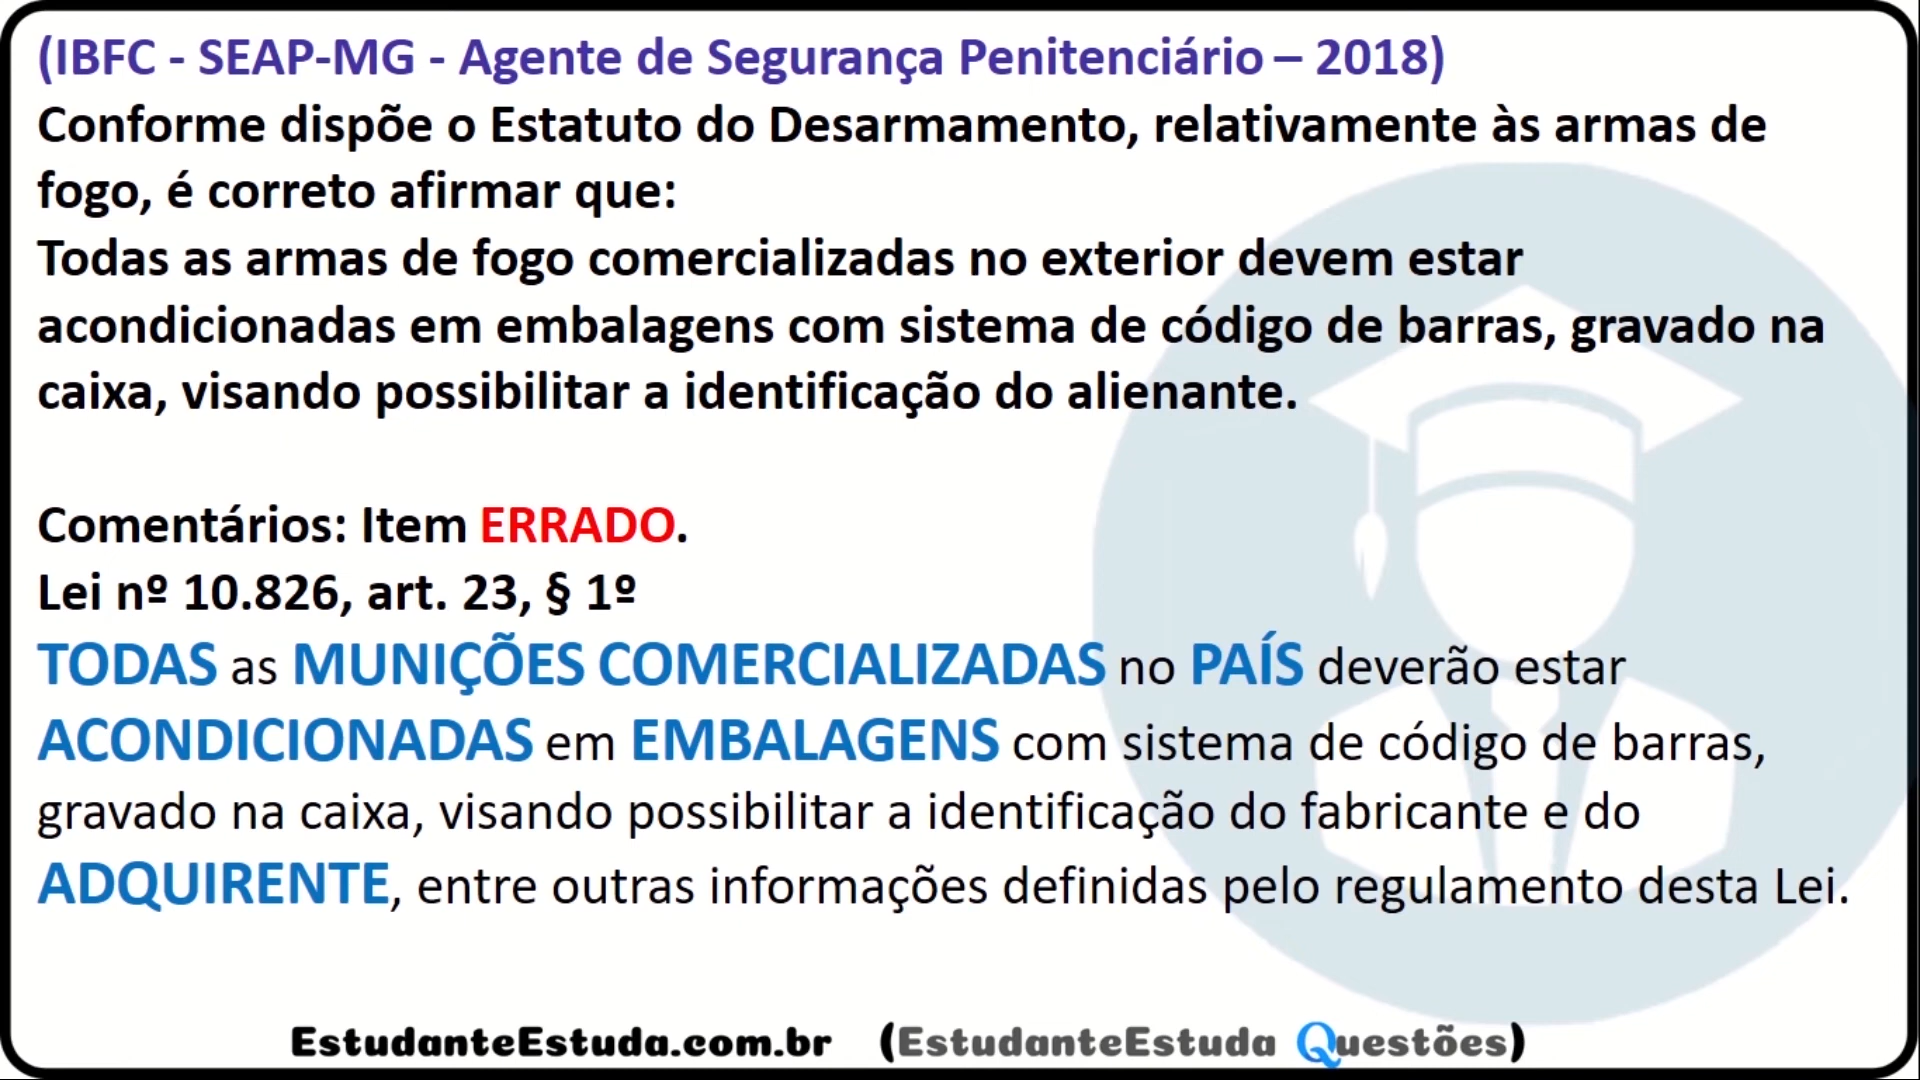 (IBFC - SEAP-MG - Agente de Segurança Penitenciário – 2018)
Conforme dispõe o Estatuto do Desarmamento, relativamente às armas de
fogo, é correto afirmar que:
Todas as armas de fogo comercializadas no exterior devem estar
acondicionadas em embalagens com sistema de código de barras, gravado na
caixa, visando possibilitar a identificação do alienante.
Comentários: Item ERRADO.
Lei nº 10.826, art. 23, § 1º
TODAS as MUNIÇÕES COMERCIALIZADAS no PAÍS deverão estar
ACONDICIONADAS em EMBALAGENS com sistema de código de barras,
gravado na caixa, visando possibilitar a identificação do fabricante e do
ADQUIRENTE, entre outras informações definidas pelo regulamento desta Lei.
EstudanteEstuda.com.br (EstudanteEstuda Questões)